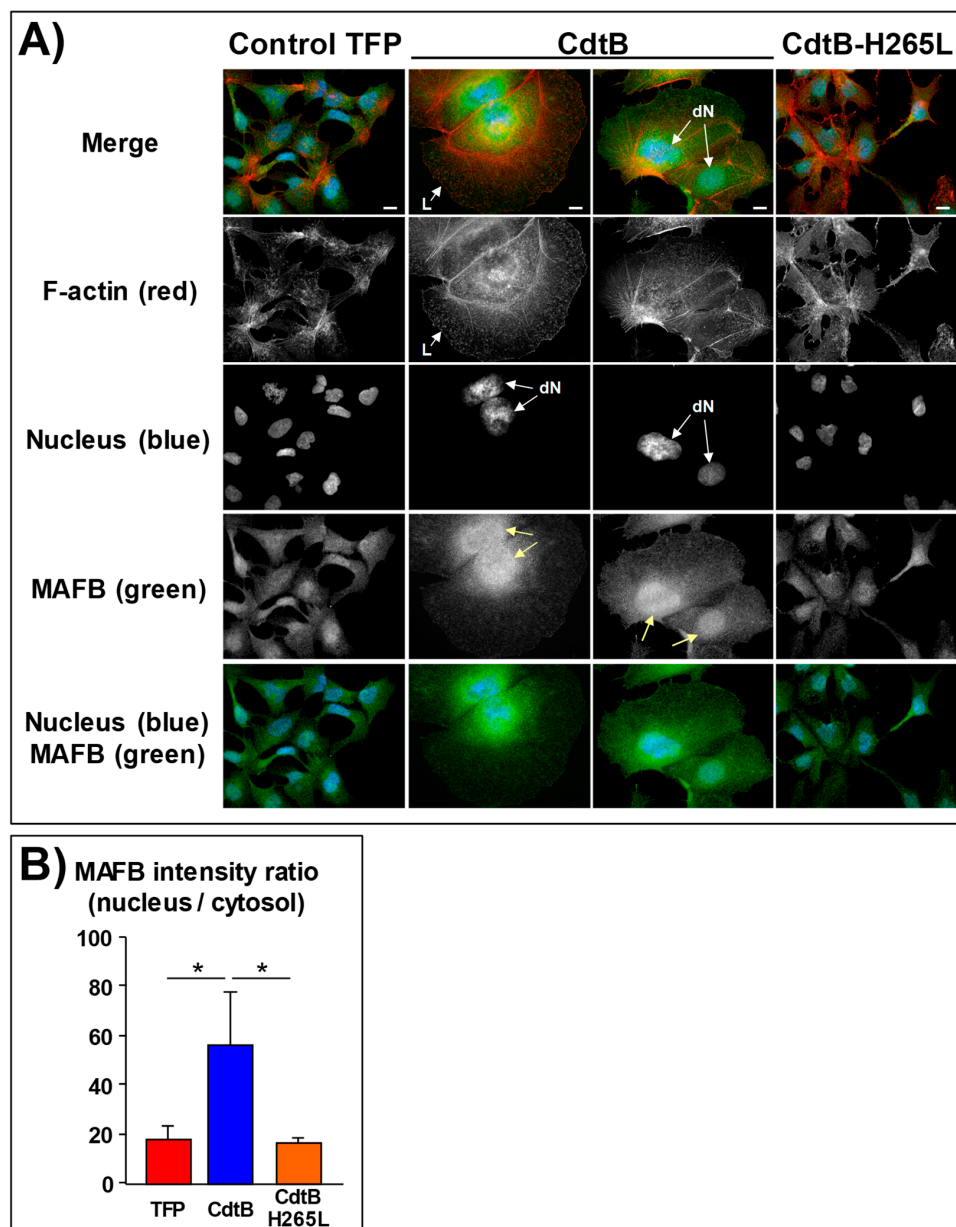 A)
Control TFP CdtB CdtB-H265L
Merge
dN
L
F-actin (red)
L
Nucleus (blue)
dN
dN
MAFB (green)
Nucleus (blue)
MAFB (green)
B)
MAFB intensity ratio
(nucleus / cytosol)
100
80
60
40
20
0
* *
TFP CdtB CdtB
H265L